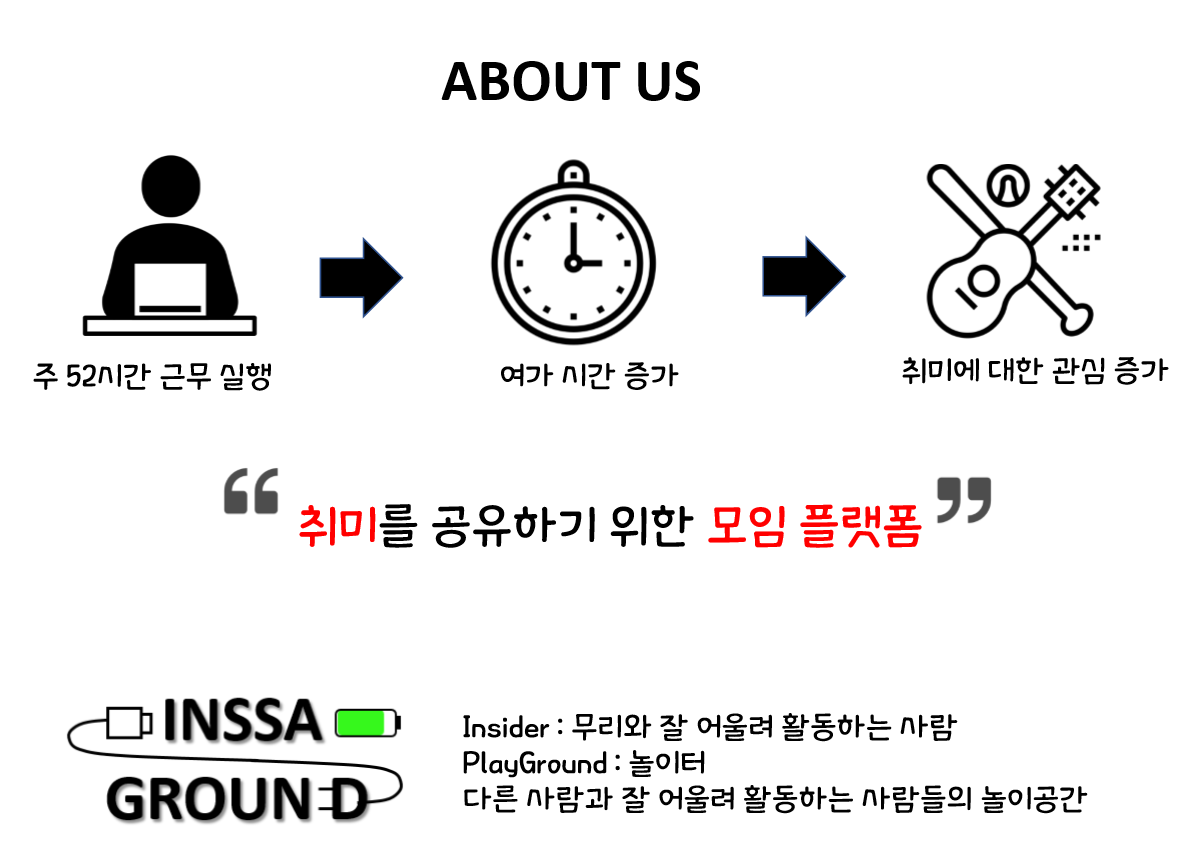 ABOUT US
주 52시간 근무 실행
여가 시간 증가
취미에 대한 관심 증가
“취미를 공유하기 위한 모임 플랫폼”
INSSA
GROUND
Insider : 무리와 잘 어울려 활동하는 사람
PlayGround : 놀이터
다른 사람과 잘 어울려 활동하는 사람들의 놀이공간